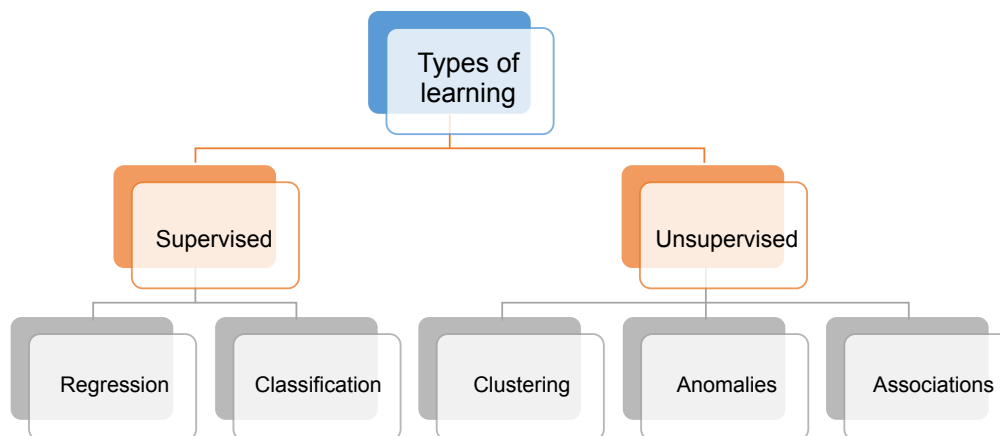 Types of
learning
Supervised
Unsupervised
Regression
Classification
Clustering
Anomalies
Associations